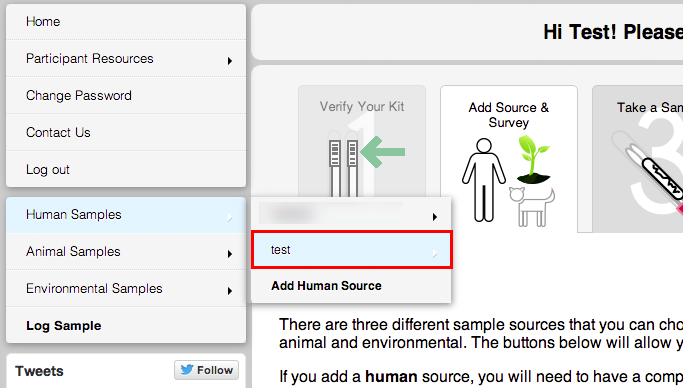 Home
Participant Resources
Change Password
Contact Us
Log out
Human Samples
Animal Samples
Environmental Samples
Log Sample
Tweets
Follow
test
Add Human Source
Hi Test! Please
Verify Your Kit
1
Add Source &
Survey
Take a Sam
3
There are three different sample sources that you can cho
animal and environmental. The buttons below will allow y
If you add a human source, you will need to have a comp